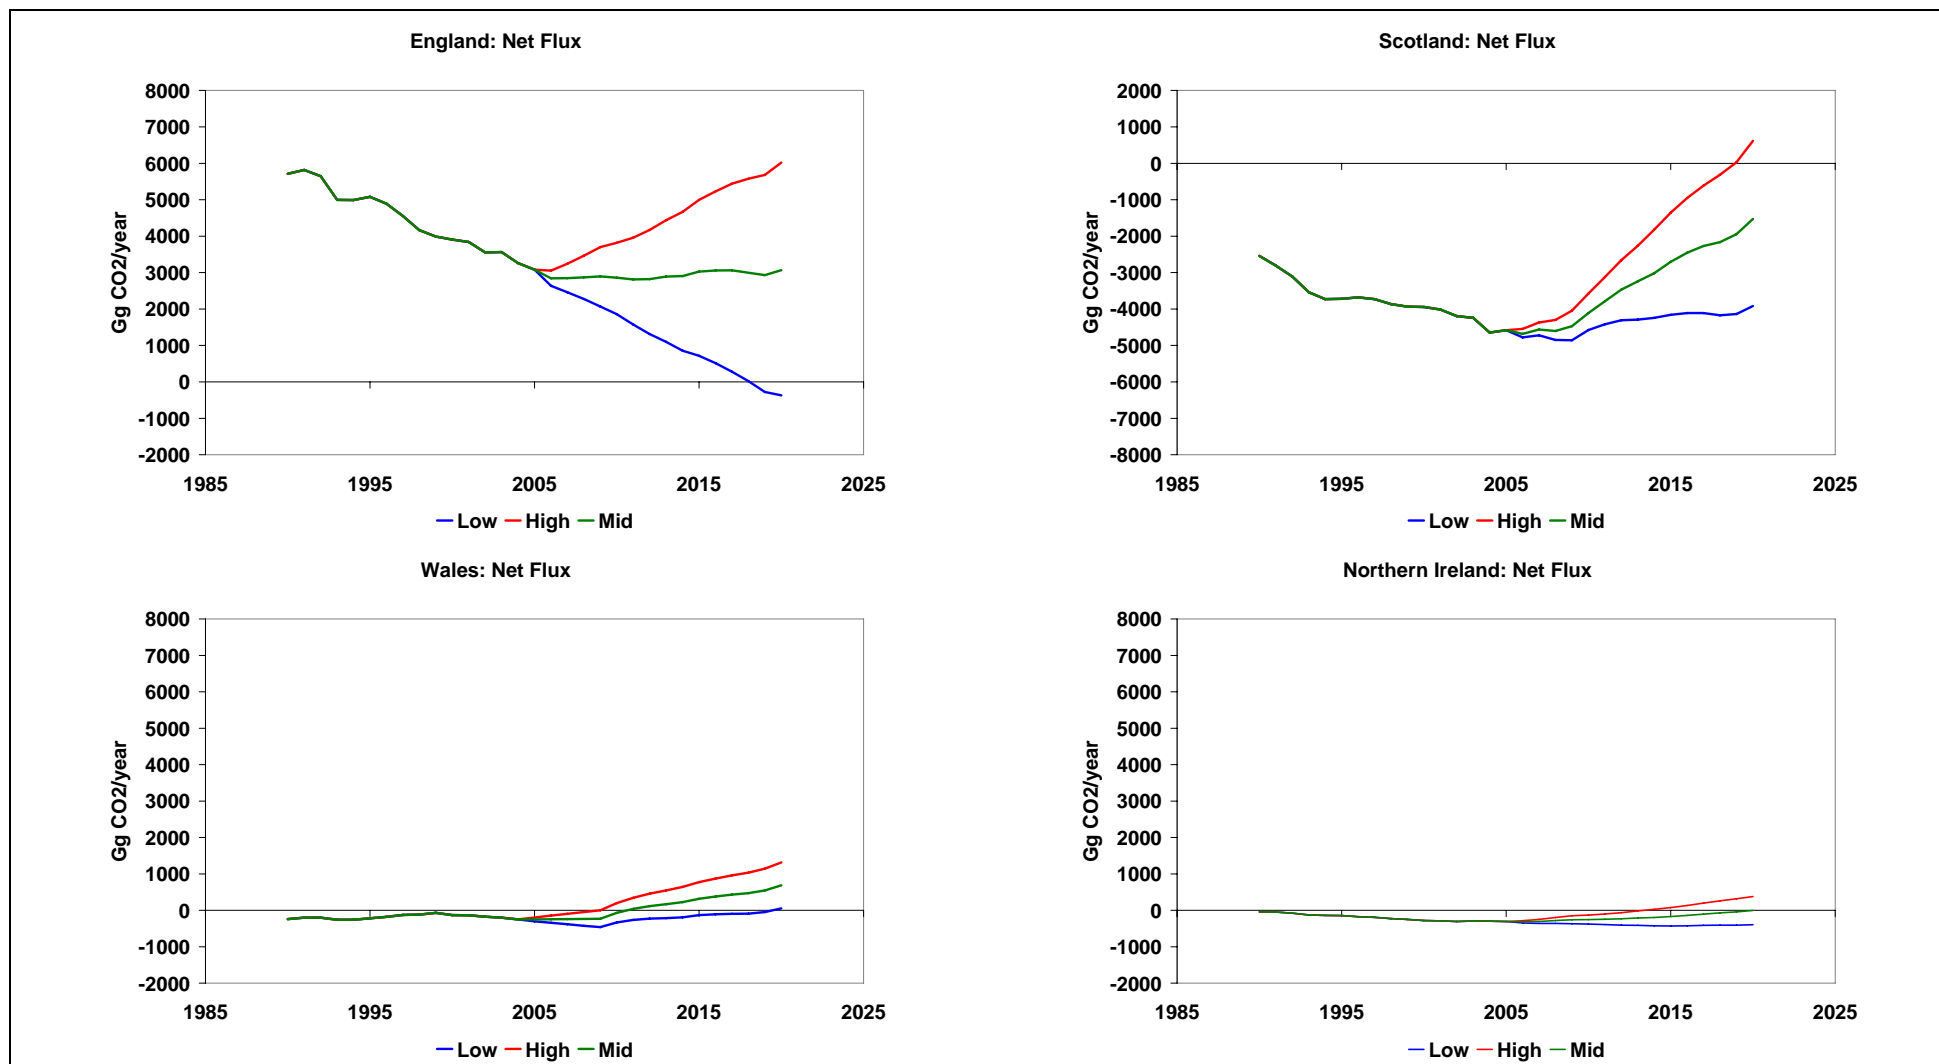 England: Net Flux
8000
7000
6000
5000
4000
3000
2000
1000
0
-1000
-2000
Gg CO2/year
1985 1995 2005 2015 2025
Low High Mid
Scotland: Net Flux
2000
1000
0
-1000
-2000
-3000
-4000
-5000
-6000
-7000
-8000
Gg CO2/year
1985 1995 2005 2015 2025
Low High Mid
Wales: Net Flux
8000
7000
6000
5000
4000
3000
2000
1000
0
-1000
-2000
Gg CO2/year
1985 1995 2005 2015 2025
Low High Mid
Northern Ireland: Net Flux
8000
7000
6000
5000
4000
3000
2000
1000
0
-1000
-2000
Gg CO2/year
1985 1995 2005 2015 2025
Low High Mid